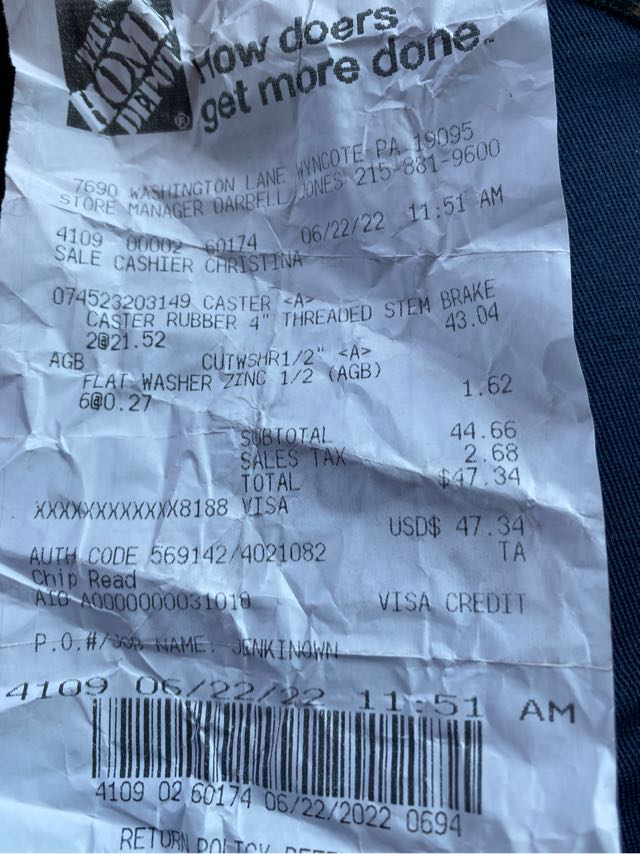 THE HOME DEPOT
How doers
get more done™
7690 WASHINGTON LANE WYNCOTE PA 19095
STORE MANAGER DARRELL JONES 215-881-9600
4109 00002 60174 06/22/22 11:51 AM
SALE CASHIER CHRISTINA
074523203149 CASTER <A>
CASTER RUBBER 4" THREADED STEM BRAKE
2@21.52 43.04
AGB CUTWSHR1/2" <A>
FLAT WASHER ZINC 1/2 (AGB)
6@0.27 1.62
SUBTOTAL 44.66
SALES TAX 2.68
TOTAL $47.34
XXXXXXXXXXXX8188 VISA
USD$ 47.34
AUTH CODE 569142/4021082 TA
Chip Read
AID A0000000031010 VISA CREDIT
P.O.#/JOB NAME: JENKINOWN
4109 06/22/22 11:51 AM
4109 02 60174 06/22/2022 0694
RETURN POLICY